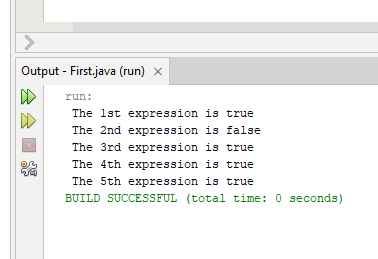 Output - First.java (run) ×
run:
The 1st expression is true
The 2nd expression is false
The 3rd expression is true
The 4th expression is true
The 5th expression is true
BUILD SUCCESSFUL (total time: 0 seconds)